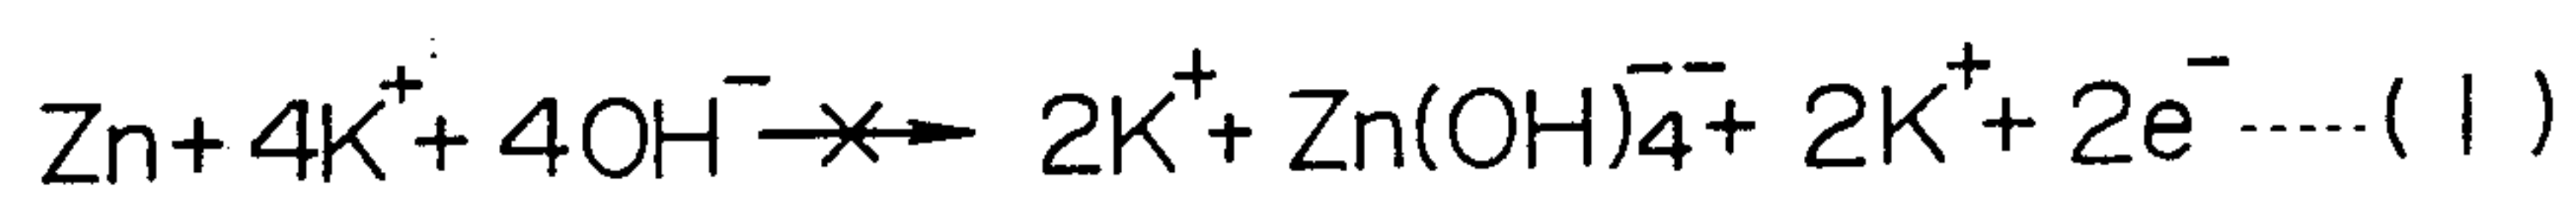 Zn+4K⁺+4OH⁻ -×→ 2K⁺+Zn(OH)₄⁻⁻+2K⁺+2e⁻-----(1)